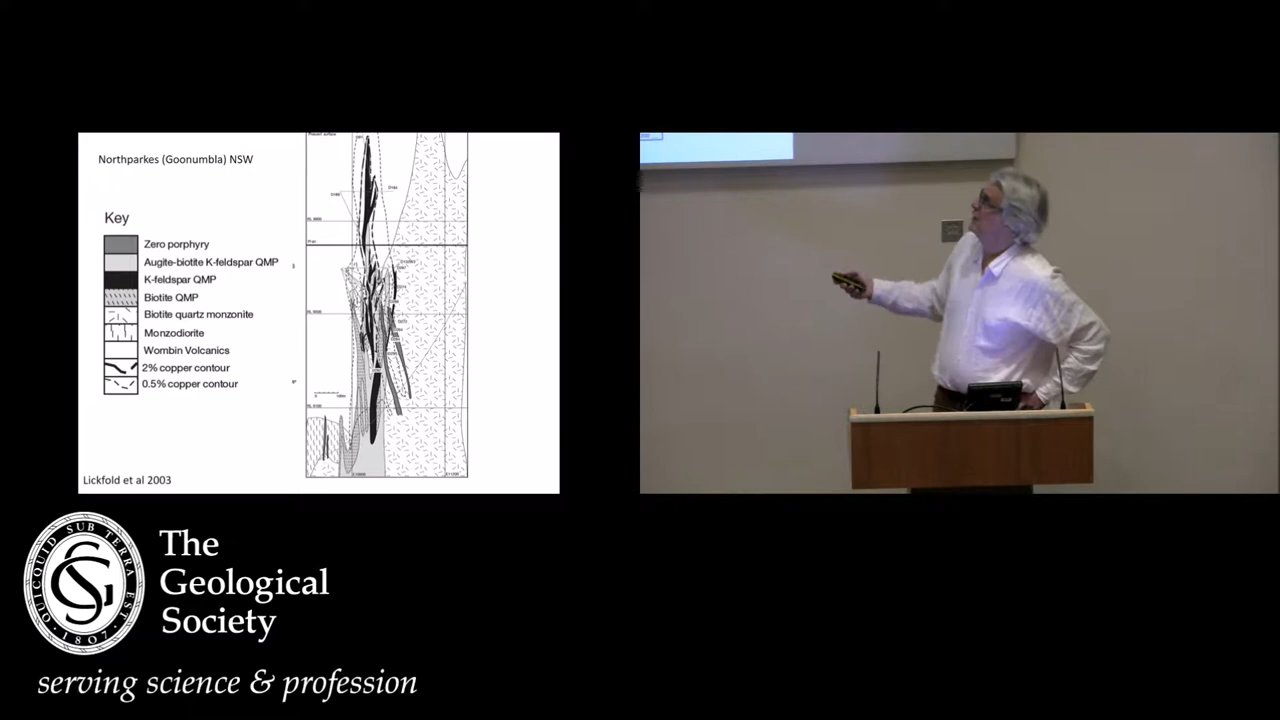 Northparkes (Goonumbla) NSW
Key
Zero porphyry
Augite-biotite K-feldspar QMP
K-feldspar QMP
Biotite QMP
Biotite quartz monzonite
Monzodiorite
Wombin Volcanics
2% copper contour
0.5% copper contour
Lickfold et al 2003
Present surface
QUICQUID SUB TERRA EST
1807
The
Geological
Society
serving science & profession